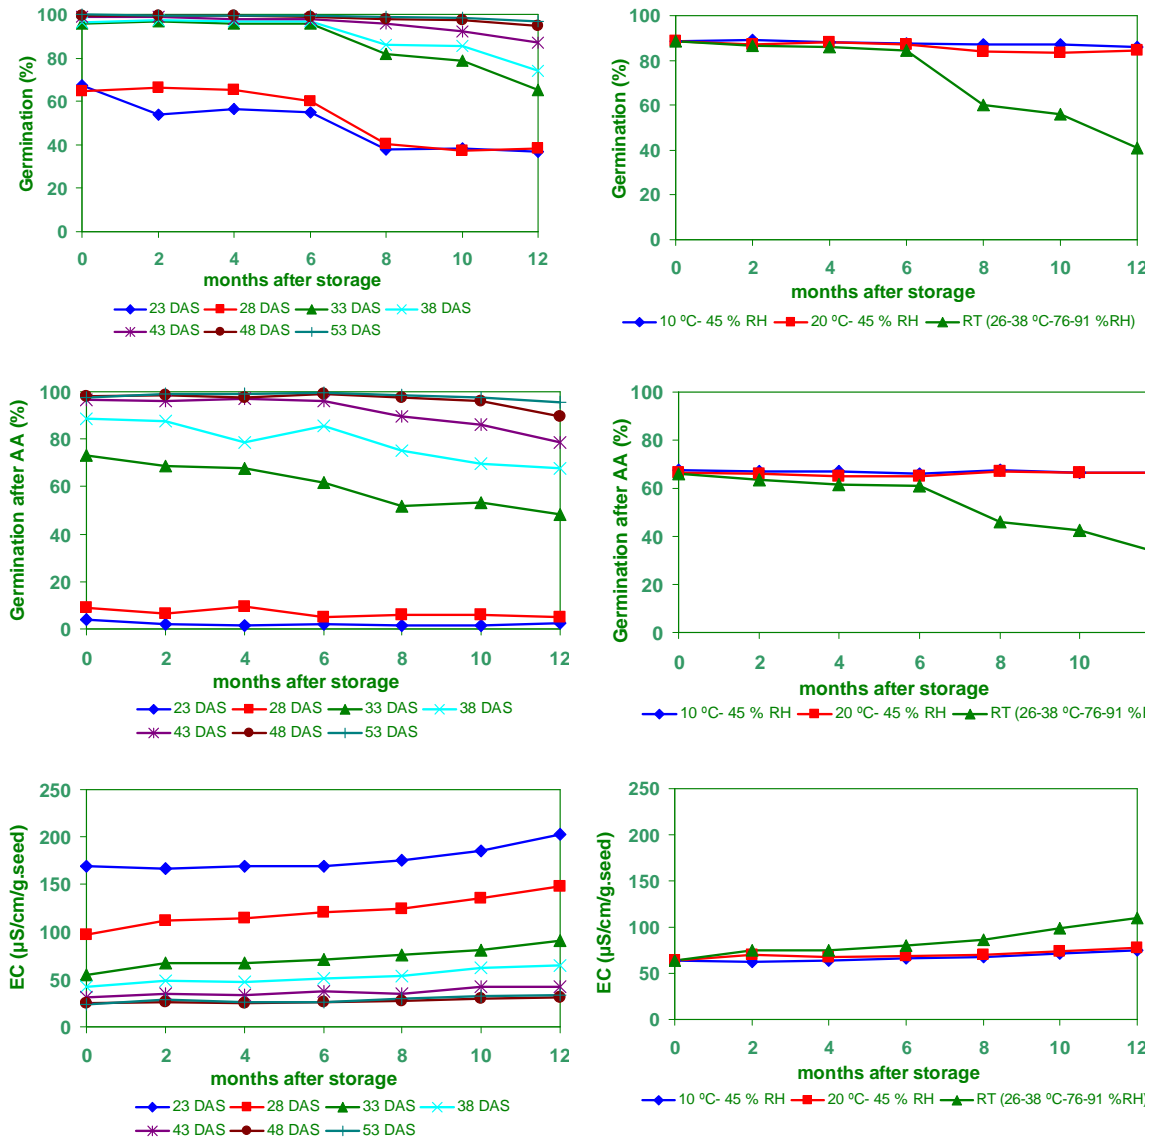 100
80
60
40
20
0
Germination (%)
0 2 4 6 8 10 12
months after storage
23 DAS 28 DAS 33 DAS 38 DAS
43 DAS 48 DAS 53 DAS
100
80
60
40
20
0
Germination (%)
0 2 4 6 8 10 12
months after storage
10 ºC- 45 % RH 20 ºC- 45 % RH RT (26-38 ºC-76-91 %RH)
100
80
60
40
20
0
Germination after AA (%)
0 2 4 6 8 10 12
months after storage
23 DAS 28 DAS 33 DAS 38 DAS
43 DAS 48 DAS 53 DAS
100
80
60
40
20
0
Germination after AA (%)
0 2 4 6 8 10
months after storage
10 ºC- 45 % RH 20 ºC- 45 % RH RT (26-38 ºC-76-91 %
250
200
150
100
50
0
EC (µS/cm/g.seed)
0 2 4 6 8 10 12
months after storage
23 DAS 28 DAS 33 DAS 38 DAS
43 DAS 48 DAS 53 DAS
250
200
150
100
50
0
EC (µS/cm/g.seed)
0 2 4 6 8 10 12
months after storage
10 ºC- 45 % RH 20 ºC- 45 % RH RT (26-38 ºC-76-91 %RH)